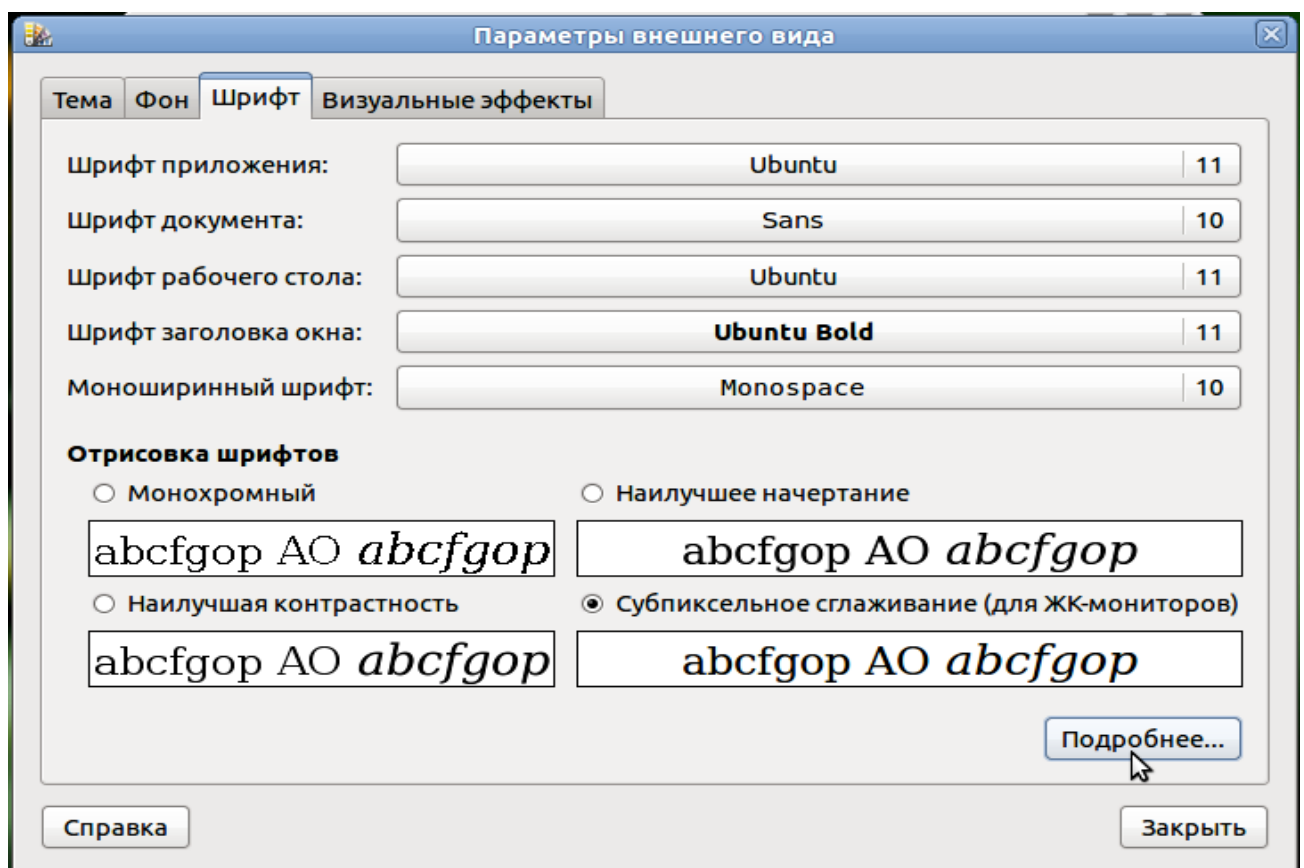 Параметры внешнего вида
Тема Фон Шрифт Визуальные эффекты
Шрифт приложения: Ubuntu 11
Шрифт документа: Sans 10
Шрифт рабочего стола: Ubuntu 11
Шрифт заголовка окна: Ubuntu Bold 11
Моноширинный шрифт: Monospace 10
Отрисовка шрифтов
Монохромный Наилучшее начертание
abcfgop AO abcfgop abcfgop AO abcfgop
Наилучшая контрастность Субпиксельное сглаживание (для ЖК-мониторов)
abcfgop AO abcfgop abcfgop AO abcfgop
Подробнее...
Справка Закрыть